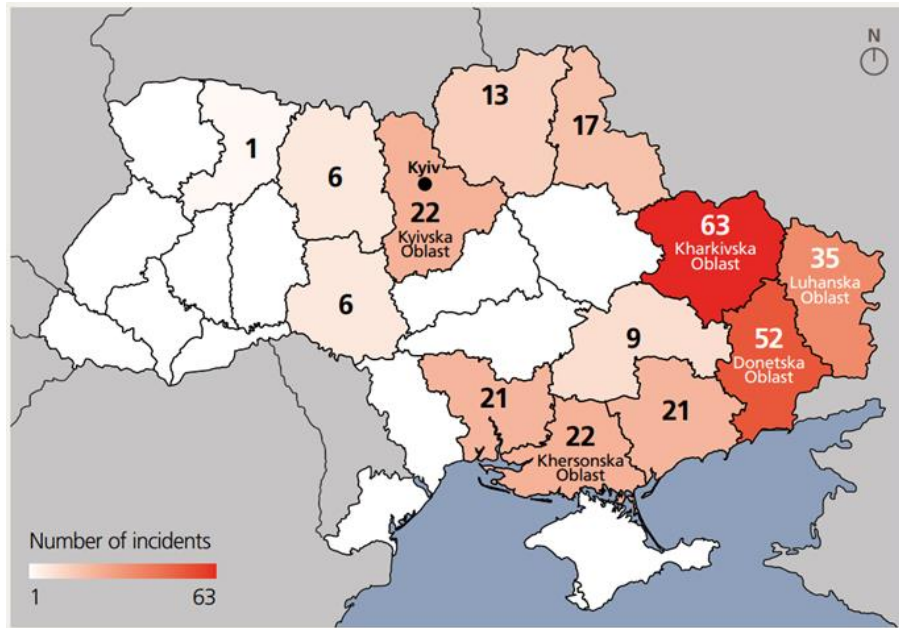 N
13
17
1
6
Kyiv
22
Kyivska
Oblast
63
Kharkivska
Oblast
35
Luhanska
Oblast
6
9
52
Donetska
Oblast
21
22
Khersonska
Oblast
21
Number of incidents
1
63